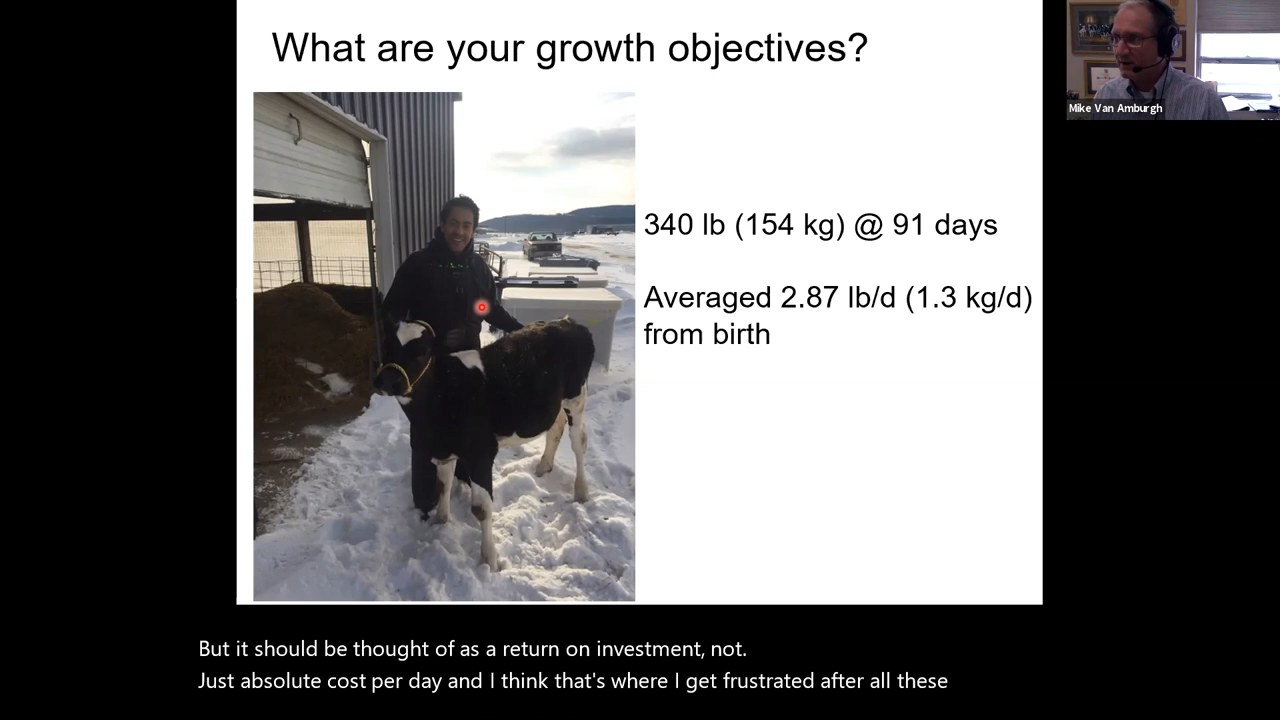 What are your growth objectives?
Mike Van Amburgh
340 lb (154 kg) @ 91 days
Averaged 2.87 lb/d (1.3 kg/d)
from birth
But it should be thought of as a return on investment, not.
Just absolute cost per day and I think that's where I get frustrated after all these